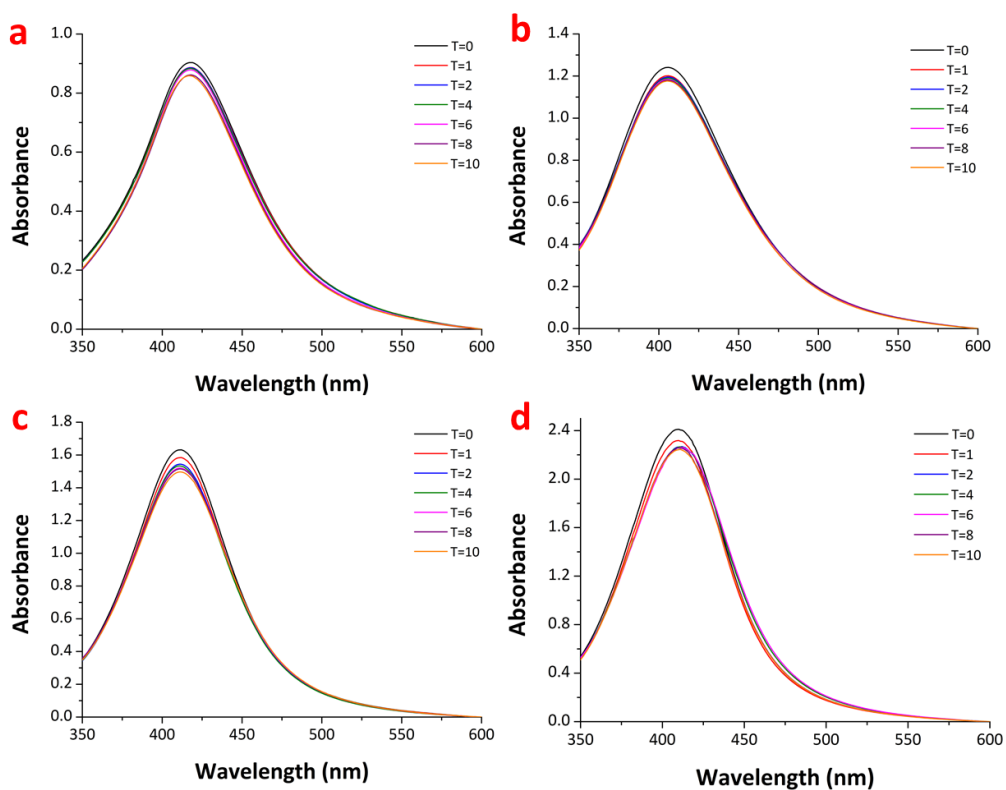 a
1.0
0.8
0.6
0.4
0.2
0.0
Absorbance
350
400
450
500
550
600
Wavelength (nm)
T=0
T=1
T=2
T=4
T=6
T=8
T=10
b
1.4
1.2
1.0
0.8
0.6
0.4
0.2
0.0
Absorbance
350
400
450
500
550
600
Wavelength (nm)
T=0
T=1
T=2
T=4
T=6
T=8
T=10
c
1.8
1.6
1.4
1.2
1.0
0.8
0.6
0.4
0.2
0.0
Absorbance
350
400
450
500
550
600
Wavelength (nm)
T=0
T=1
T=2
T=4
T=6
T=8
T=10
d
2.4
2.0
1.6
1.2
0.8
0.4
0.0
Absorbance
350
400
450
500
550
600
Wavelength (nm)
T=0
T=1
T=2
T=4
T=6
T=8
T=10